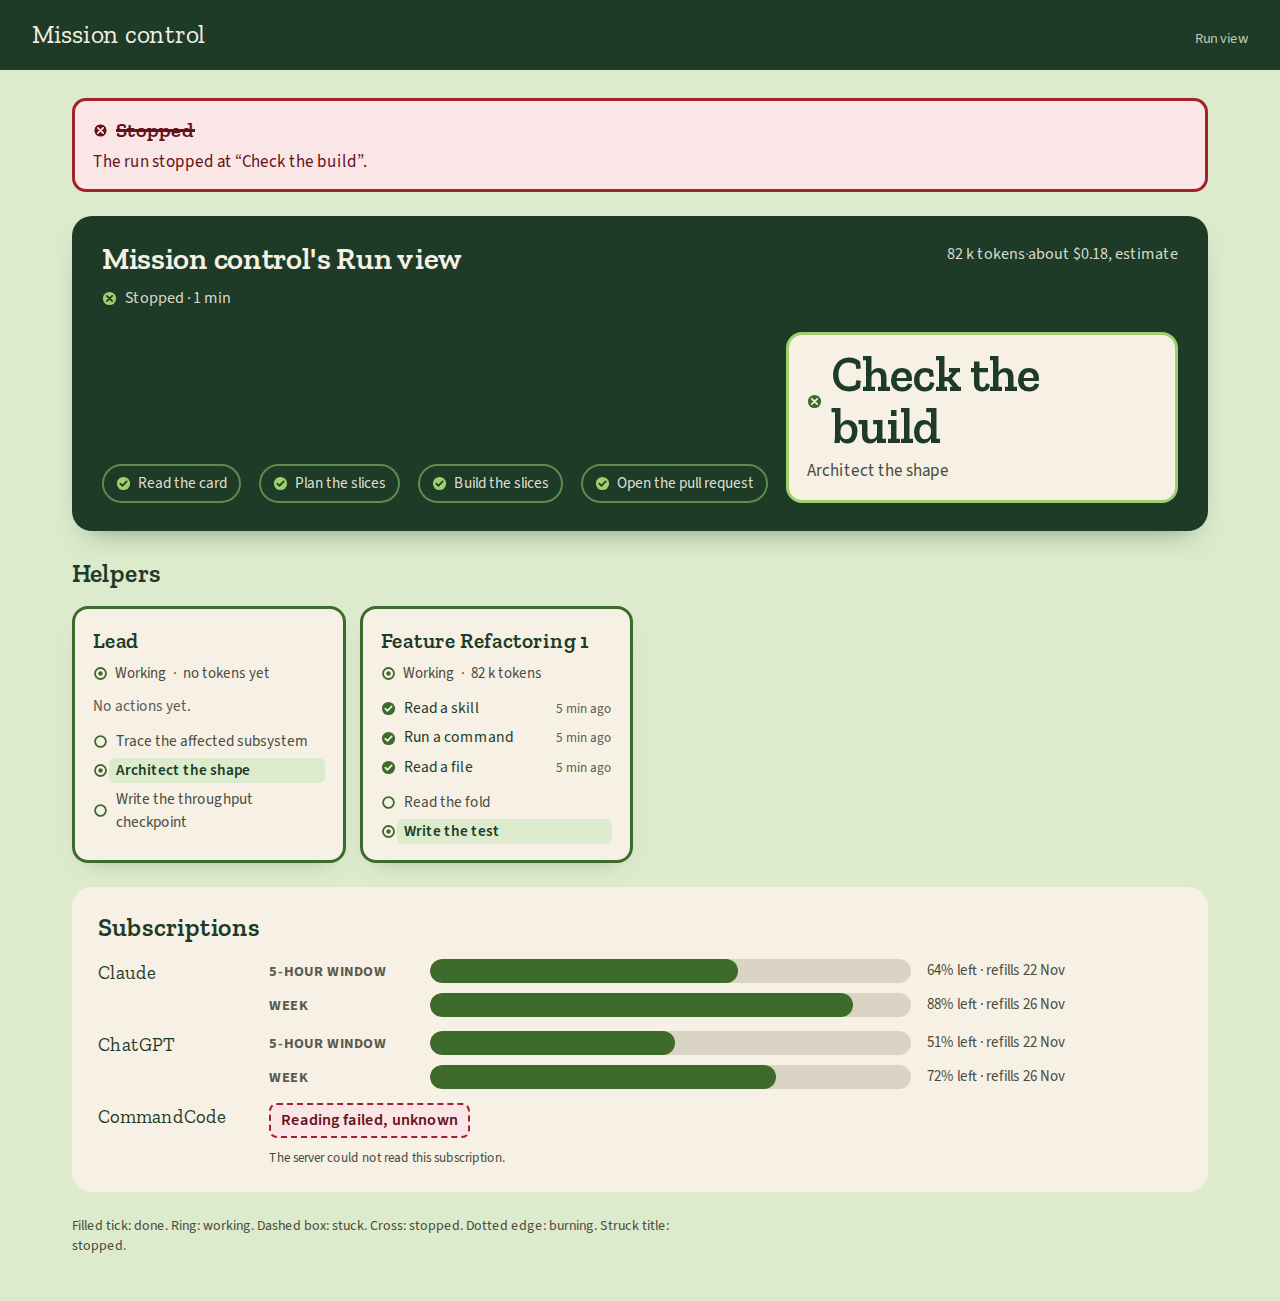 Mission control
Run view
Stopped
The run stopped at “Check the build”.
Mission control's Run view
82 k tokens·about $0.18, estimate
Stopped · 1 min
Check the
build
Architect the shape
Read the card
Plan the slices
Build the slices
Open the pull request
Helpers
Lead
Working · no tokens yet
No actions yet.
Trace the affected subsystem
Architect the shape
Write the throughput
checkpoint
Feature Refactoring 1
Working · 82 k tokens
Read a skill 5 min ago
Run a command 5 min ago
Read a file 5 min ago
Read the fold
Write the test
Subscriptions
Claude
5-HOUR WINDOW 64% left · refills 22 Nov
WEEK 88% left · refills 26 Nov
ChatGPT
5-HOUR WINDOW 51% left · refills 22 Nov
WEEK 72% left · refills 26 Nov
CommandCode
Reading failed, unknown
The server could not read this subscription.
Filled tick: done. Ring: working. Dashed box: stuck. Cross: stopped. Dotted edge: burning. Struck title:
stopped.